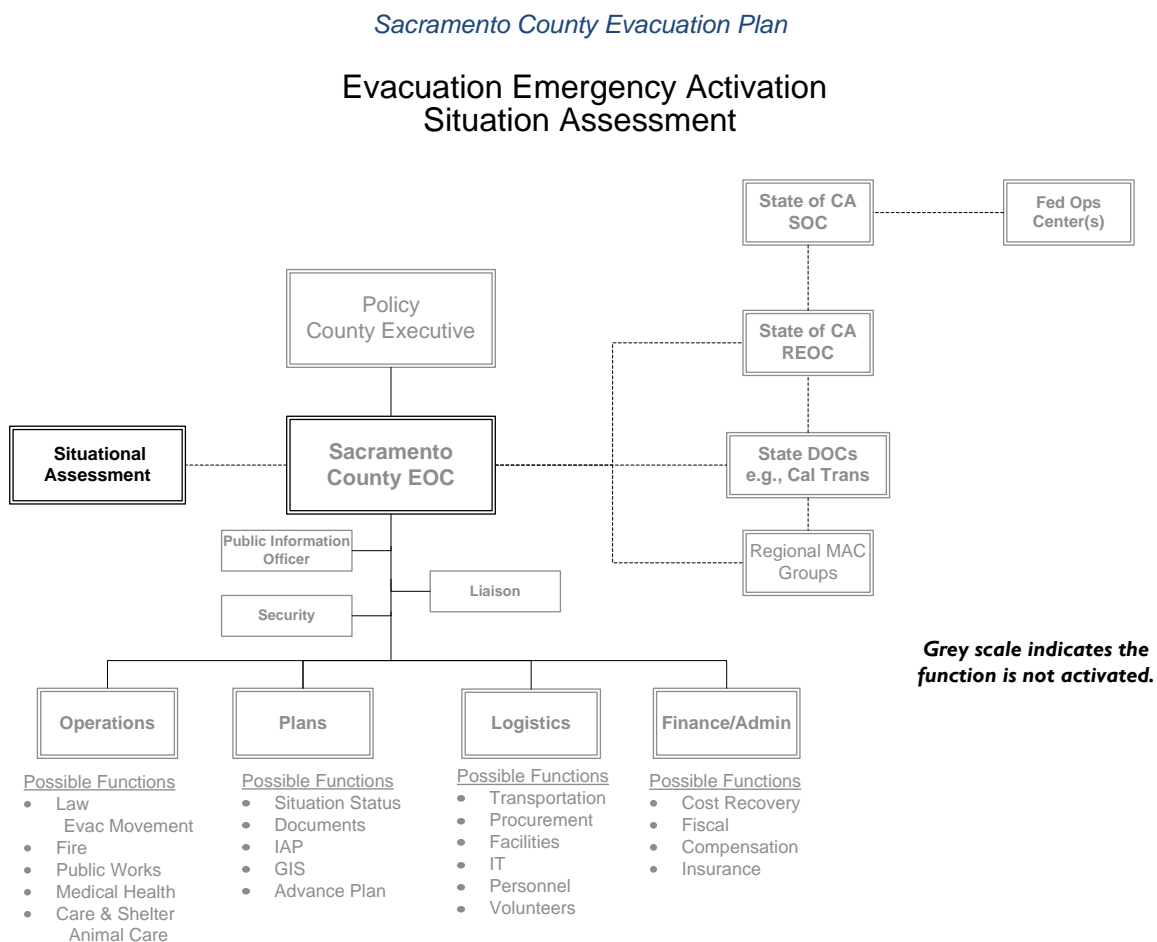 Sacramento County Evacuation Plan
Evacuation Emergency Activation
Situation Assessment
State of CA
SOC
Fed Ops
Center(s)
Policy
County Executive
State of CA
REOC
Situational
Assessment
Sacramento
County EOC
State DOCs
e.g., Cal Trans
Public Information
Officer
Regional MAC
Groups
Liaison
Security
Grey scale indicates the
function is not activated.
Operations
Plans
Logistics
Finance/Admin
Possible Functions
• Law
Evac Movement
• Fire
• Public Works
• Medical Health
• Care & Shelter
Animal Care
Possible Functions
• Situation Status
• Documents
• IAP
• GIS
• Advance Plan
Possible Functions
• Transportation
• Procurement
• Facilities
• IT
• Personnel
• Volunteers
Possible Functions
• Cost Recovery
• Fiscal
• Compensation
• Insurance